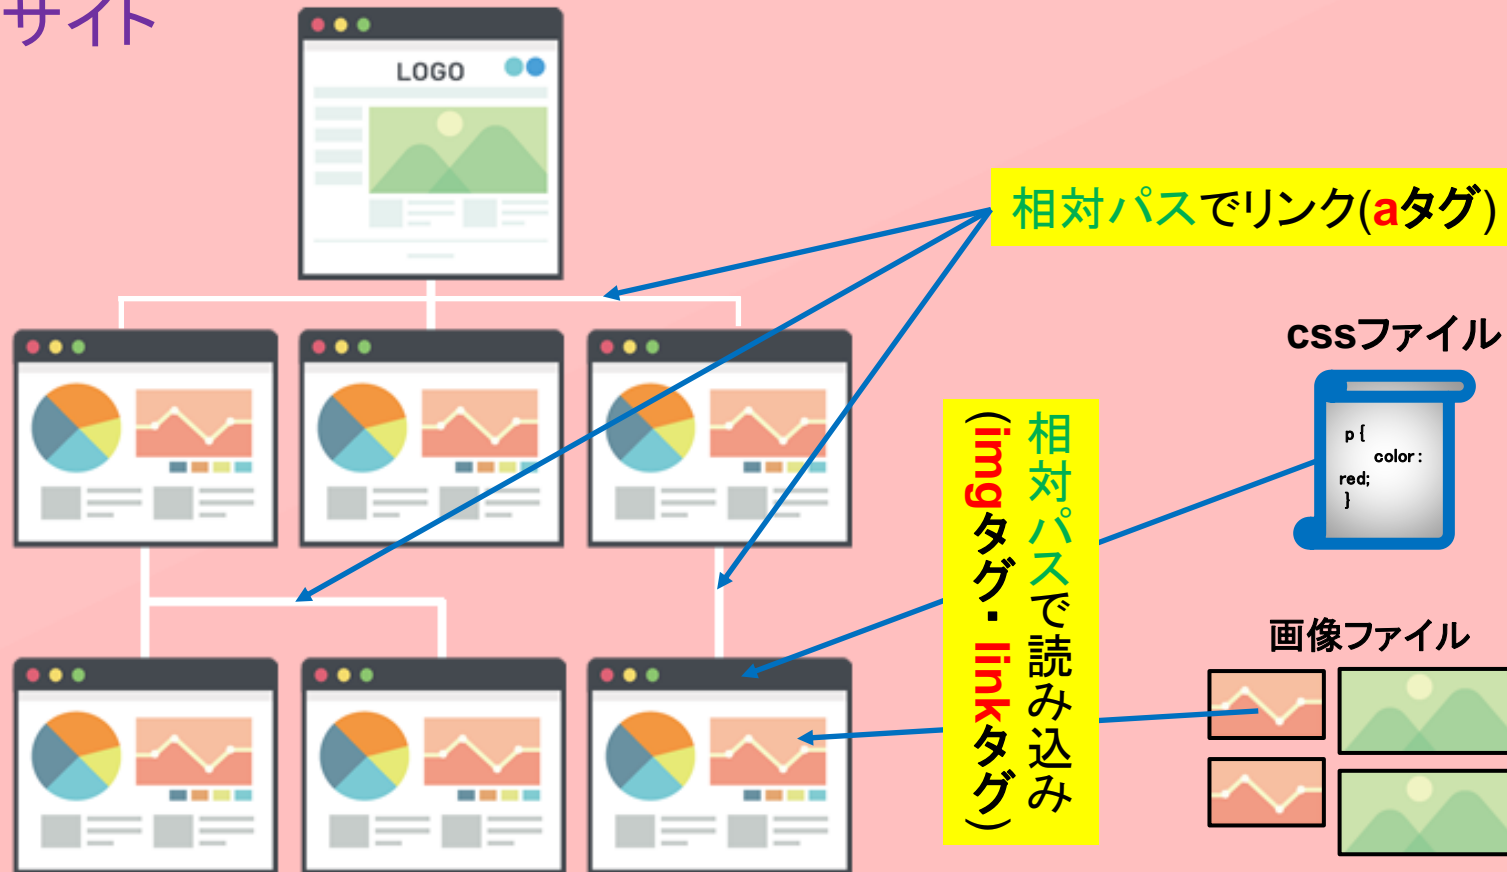 サイト
LOGO
相対パスでリンク(aタグ)
cssファイル
p {
color :
red;
}
相対パスで読み込み
(imgタグ・linkタグ)
画像ファイル